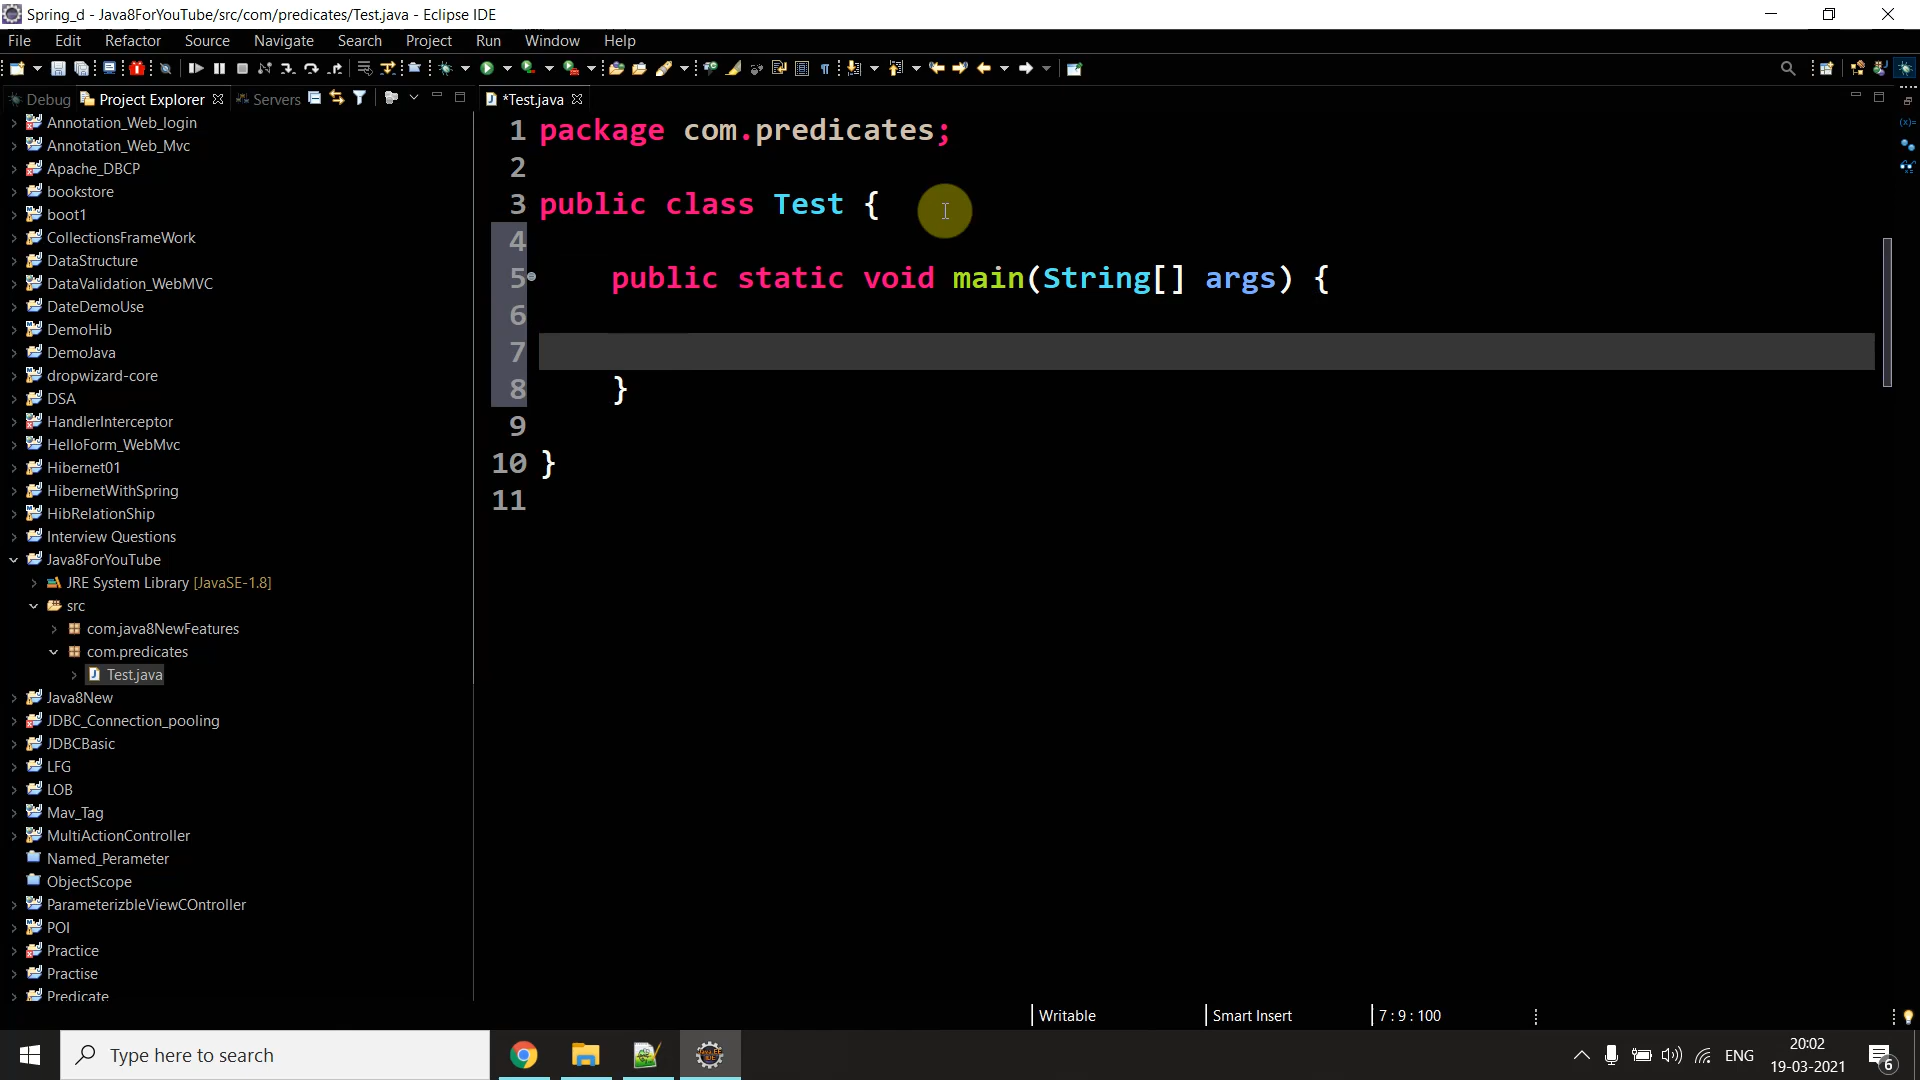 Spring_d - Java8ForYouTube/src/com/predicates/Test.java - Eclipse IDE
File Edit Refactor Source Navigate Search Project Run Window Help
Debug Project Explorer Servers
*Test.java
Annotation_Web_login
Annotation_Web_Mvc
Apache_DBCP
bookstore
boot1
CollectionsFrameWork
DataStructure
DataValidation_WebMVC
DateDemoUse
DemoHib
DemoJava
dropwizard-core
DSA
HandlerInterceptor
HelloForm_WebMvc
Hibernet01
HibernetWithSpring
HibRelationShip
Interview Questions
Java8ForYouTube
JRE System Library [JavaSE-1.8]
src
com.java8NewFeatures
com.predicates
Test.java
Java8New
JDBC_Connection_pooling
JDBCBasic
LFG
LOB
Mav_Tag
MultiActionController
Named_Perameter
ObjectScope
ParameterizbleViewCOntroller
POI
Practice
Practise
Predicate
1 package com.predicates;
2
3 public class Test {
4
5 public static void main(String[] args) {
6
7
8 }
9
10 }
11
Writable Smart Insert 7 : 9 : 100
Type here to search
ENG
20:02
19-03-2021
6